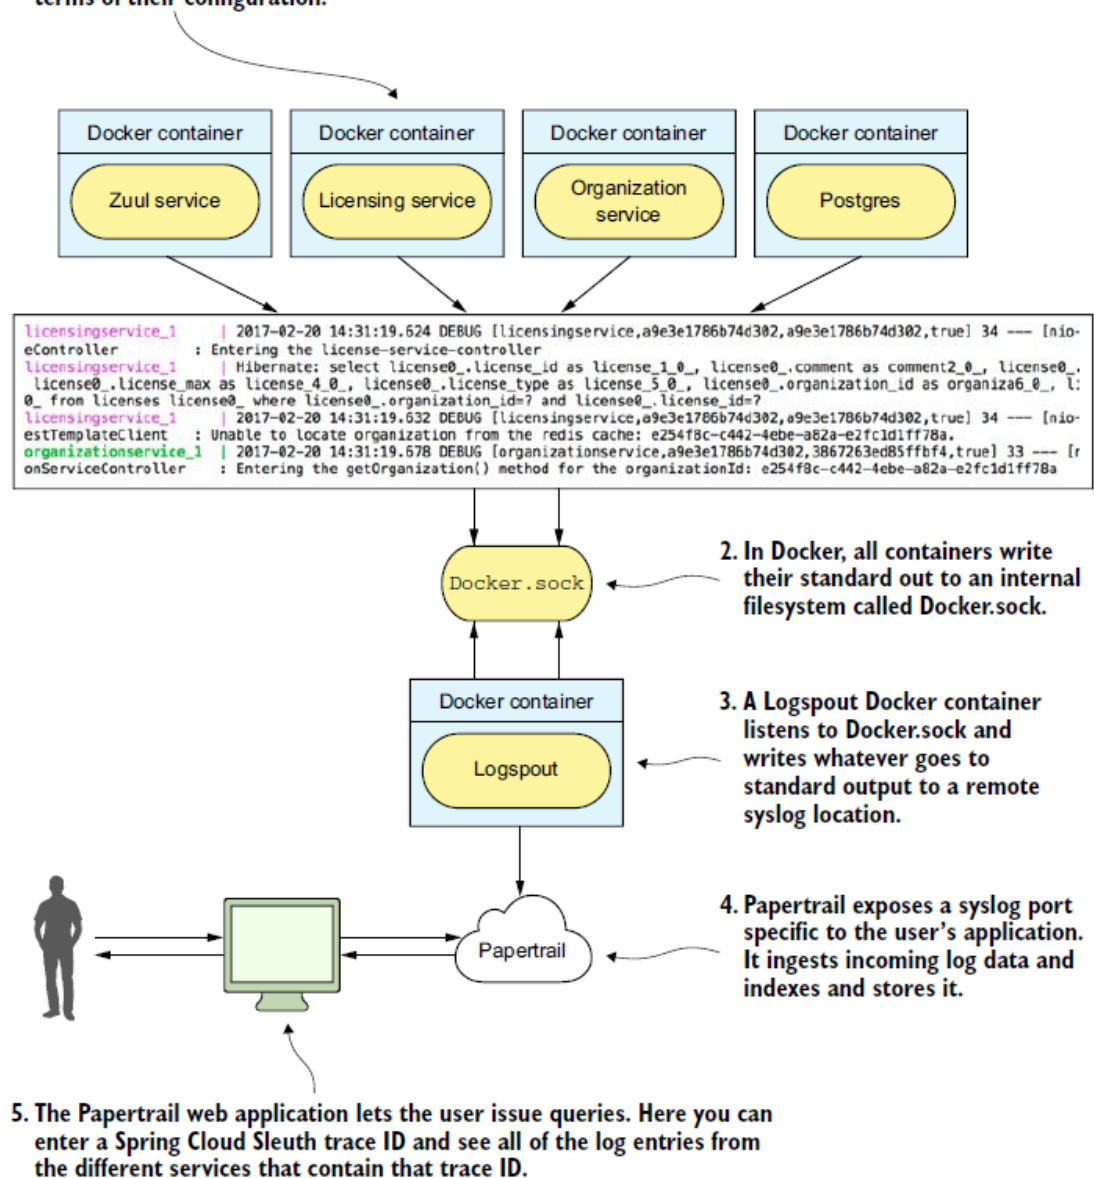 terms of their configuration.
Docker container
Zuul service
Docker container
Licensing service
Docker container
Organization
service
Docker container
Postgres
licensingservice_1 | 2017-02-20 14:31:19.624 DEBUG [licensingservice,a9e3e1786b74d302,a9e3e1786b74d302,true] 34 --- [nio-
eController : Entering the license-service-controller
licensingservice_1 | Hibernate: select license0_.license_id as license_1_0_, license0_.comment as comment2_0_, license0_.
license0_.license_max as license_4_0_, license0_.license_type as license_5_0_, license0_.organization_id as organiza6_0_, li
0_ from licenses license0_ where license0_.organization_id=? and license0_.license_id=?
licensingservice_1 | 2017-02-20 14:31:19.632 DEBUG [licensingservice,a9e3e1786b74d302,a9e3e1786b74d302,true] 34 --- [nio-
estTemplateClient : Unable to locate organization from the redis cache: e254f8c-c442-4ebe-a82a-e2fc1d1ff78a.
organizationservice_1 | 2017-02-20 14:31:19.678 DEBUG [organizationservice,a9e3e1786b74d302,3867263ed85ffbf4,true] 33 --- [r
onServiceController : Entering the getOrganization() method for the organizationId: e254f8c-c442-4ebe-a82a-e2fc1d1ff78a
Docker.sock
2. In Docker, all containers write
their standard out to an internal
filesystem called Docker.sock.
Docker container
Logspout
3. A Logspout Docker container
listens to Docker.sock and
writes whatever goes to
standard output to a remote
syslog location.
Papertrail
4. Papertrail exposes a syslog port
specific to the user's application.
It ingests incoming log data and
indexes and stores it.
5. The Papertrail web application lets the user issue queries. Here you can
enter a Spring Cloud Sleuth trace ID and see all of the log entries from
the different services that contain that trace ID.